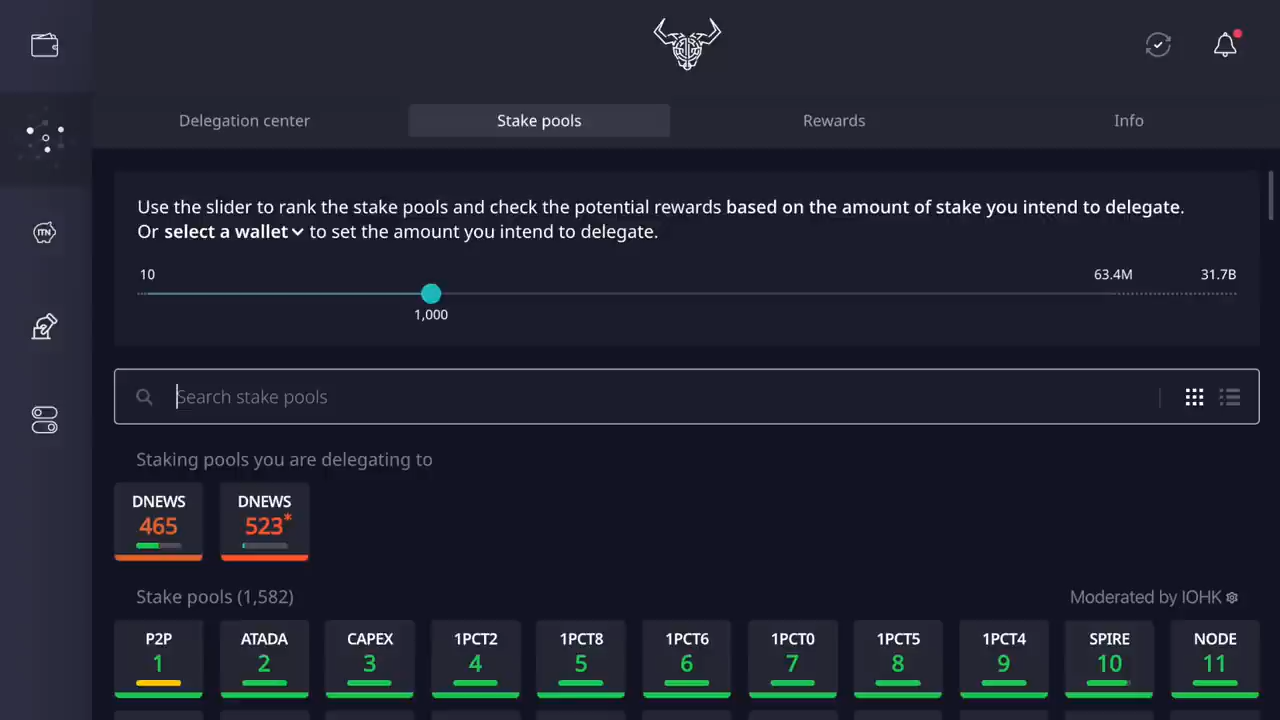 Delegation center
Stake pools
Rewards
Info
ITN
Use the slider to rank the stake pools and check the potential rewards based on the amount of stake you intend to delegate.
Or select a wallet to set the amount you intend to delegate.
10
63.4M
31.7B
1,000
Search stake pools
Staking pools you are delegating to
DNEWS
465
DNEWS
523*
Stake pools (1,582)
Moderated by IOHK
P2P
1
ATADA
2
CAPEX
3
1PCT2
4
1PCT8
5
1PCT6
6
1PCT0
7
1PCT5
8
1PCT4
9
SPIRE
10
NODE
11